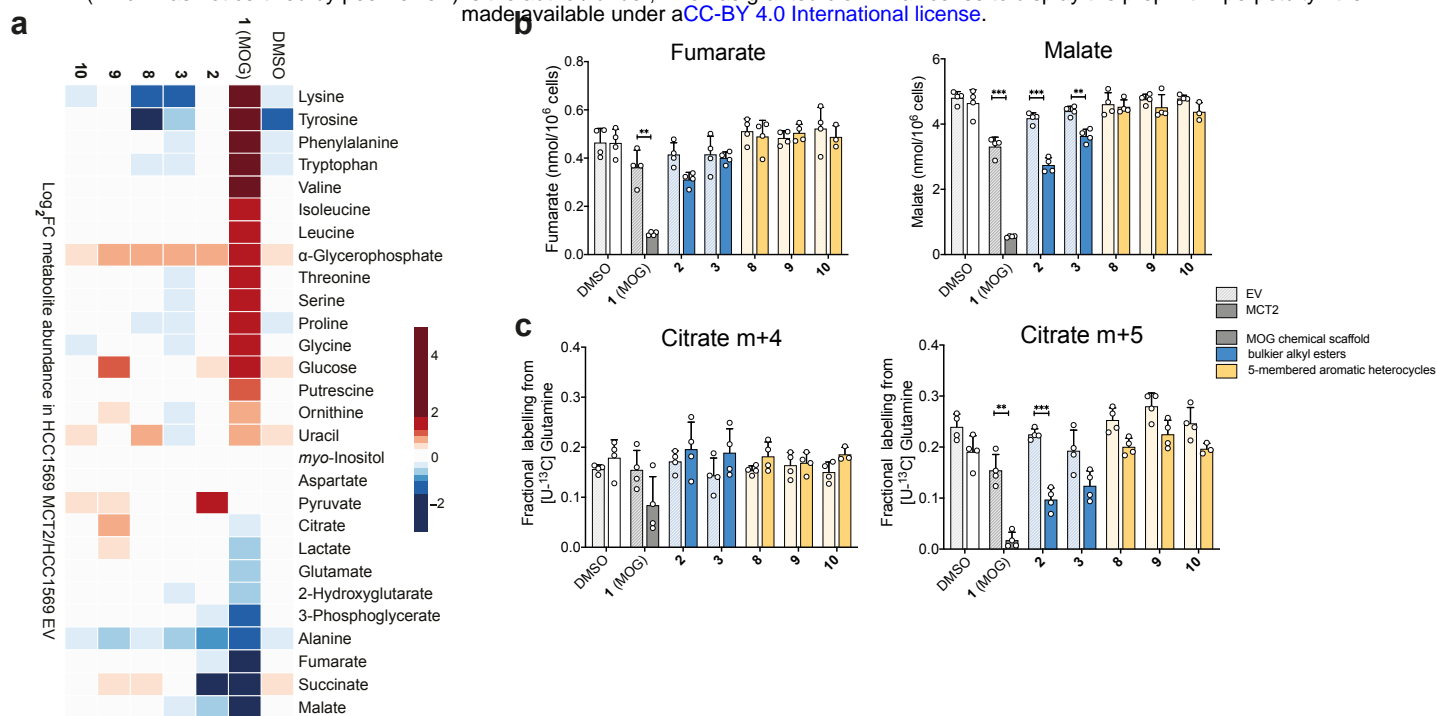 made available under aCC-BY 4.0 International license.
a
10
9
8
3
2
1 (MOG)
DMSO
Lysine
Tyrosine
Phenylalanine
Tryptophan
Valine
Isoleucine
Leucine
α-Glycerophosphate
Threonine
Serine
Proline
Glycine
Glucose
Putrescine
Ornithine
Uracil
myo-Inositol
Aspartate
Pyruvate
Citrate
Lactate
Glutamate
2-Hydroxyglutarate
3-Phosphoglycerate
Alanine
Fumarate
Succinate
Malate
Log2FC metabolite abundance in HCC1569 MCT2/HCC1569 EV
4
2
0
−2
b
Fumarate
Fumarate (nmol/10⁶ cells)
0.8
0.6
0.4
0.2
0.0
**
DMSO
1 (MOG)
2
3
8
9
10
Malate
Malate (nmol/10⁶ cells)
6
4
2
0
***
***
**
DMSO
1 (MOG)
2
3
8
9
10
EV
MCT2
MOG chemical scaffold
bulkier alkyl esters
5-membered aromatic heterocycles
c
Citrate m+4
Fractional labelling from
[U-¹³C] Glutamine
0.4
0.3
0.2
0.1
0.0
DMSO
1 (MOG)
2
3
8
9
10
Citrate m+5
Fractional labelling from
[U-¹³C] Glutamine
0.4
0.3
0.2
0.1
0.0
**
***
DMSO
1 (MOG)
2
3
8
9
10